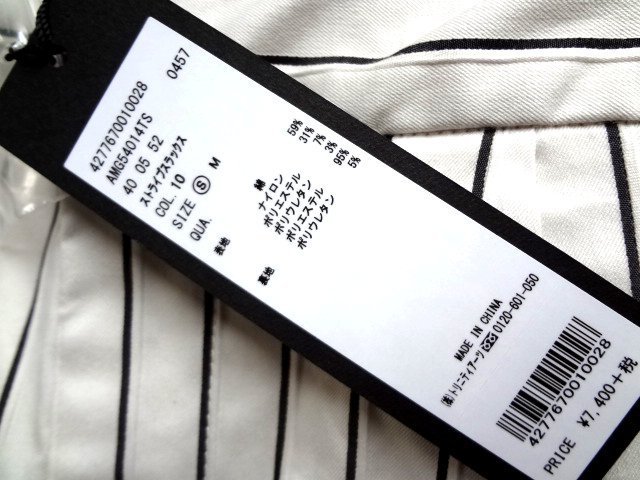 4277670010028 0457
AMG54014TS
40 05 52
ストライプスラックス
COL. 10
SIZE Ⓢ M
QUA.
表地 綿 59%
ナイロン 31%
ポリエステル 7%
ポリウレタン 3%
裏地 ポリエステル 95%
ポリウレタン 5%
MADE IN CHINA
(株)トリニティアーツ 0120-601-050
4277670010028
PRICE ¥7,400+税